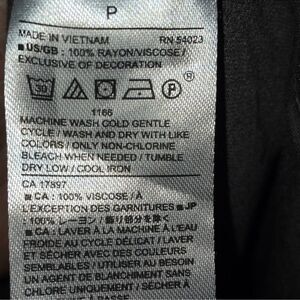 P
MADE IN VIETNAM RN 54023
■ US/GB: 100% RAYON/VISCOSE /
EXCLUSIVE OF DECORATION
30 P ®
1166
MACHINE WASH COLD GENTLE
CYCLE / WASH AND DRY WITH LIKE
COLORS / ONLY NON-CHLORINE
BLEACH WHEN NEEDED / TUMBLE
DRY LOW / COOL IRON
CA 17897
■ CA: 100% VISCOSE / À
L'EXCEPTION DES GARNITURES ■ JP
: 100% レーヨン / 飾り部分を除く
■ CA : LAVER À LA MACHINE À L'EAU
FROIDE AU CYCLE DÉLICAT / LAVER
ET SÉCHER AVEC DES COULEURS
SEMBLABLES / UTILISER AU BESOIN
UN AGENT DE BLANCHIMENT SANS
CHLORE UNIQUEMENT / SÉCHER À
À BASSE